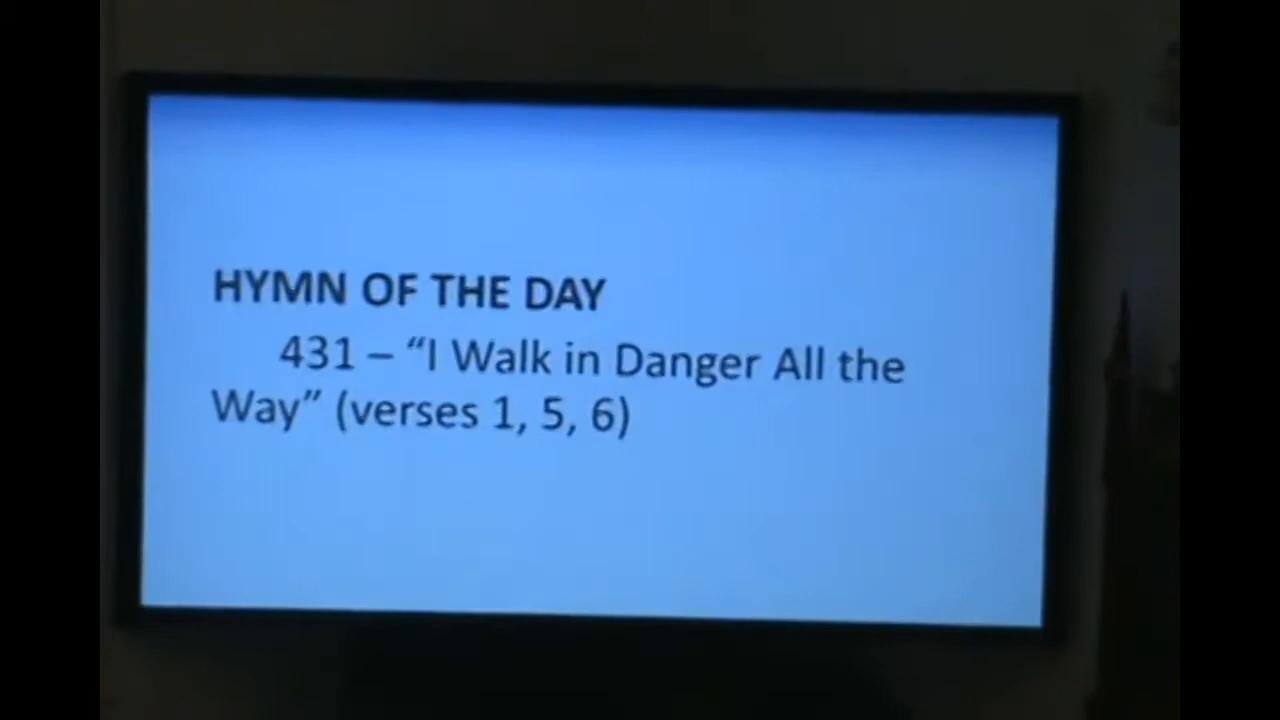 HYMN OF THE DAY
431 – “I Walk in Danger All the
Way” (verses 1, 5, 6)